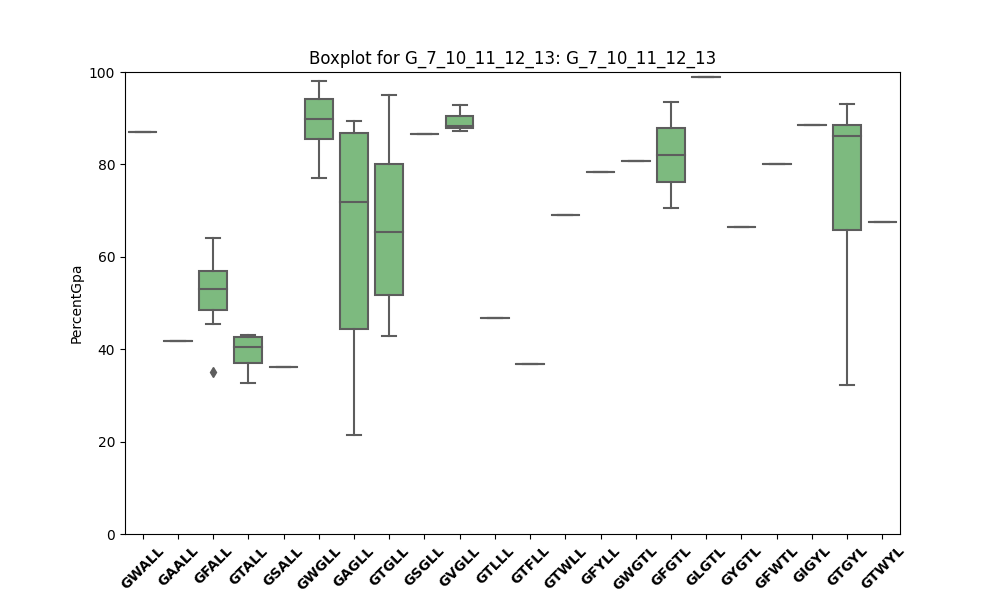 Boxplot for G_7_10_11_12_13: G_7_10_11_12_13
100
80
60
40
20
0
PercentGpa
GWALL
GAALL
GFALL
GTALL
GSALL
GWGLL
GAGLL
GTGLL
GSGLL
GVGLL
GTLLL
GTFLL
GTWLL
GFYLL
GWGTL
GFGTL
GLGTL
GYGTL
GFWTL
GIGYL
GTGYL
GTWYL